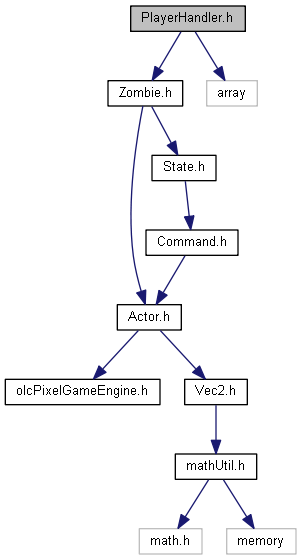 PlayerHandler.h
Zombie.h
array
State.h
Command.h
Actor.h
olcPixelGameEngine.h
Vec2.h
mathUtil.h
math.h
memory